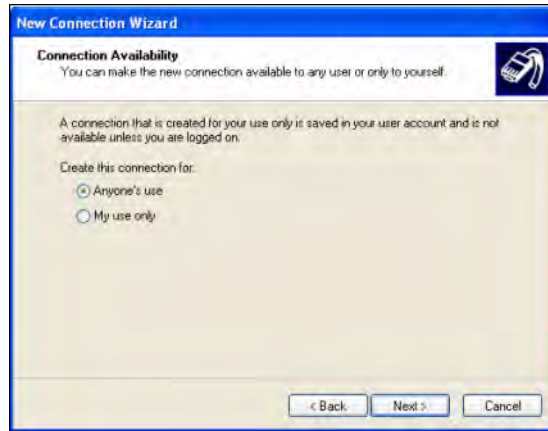 New Connection Wizard
Connection Availability
You can make the new connection available to any user or only to yourself.
A connection that is created for your use only is saved in your user account and is not
available unless you are logged on.
Create this connection for:
Anyone's use
My use only
< Back Next > Cancel